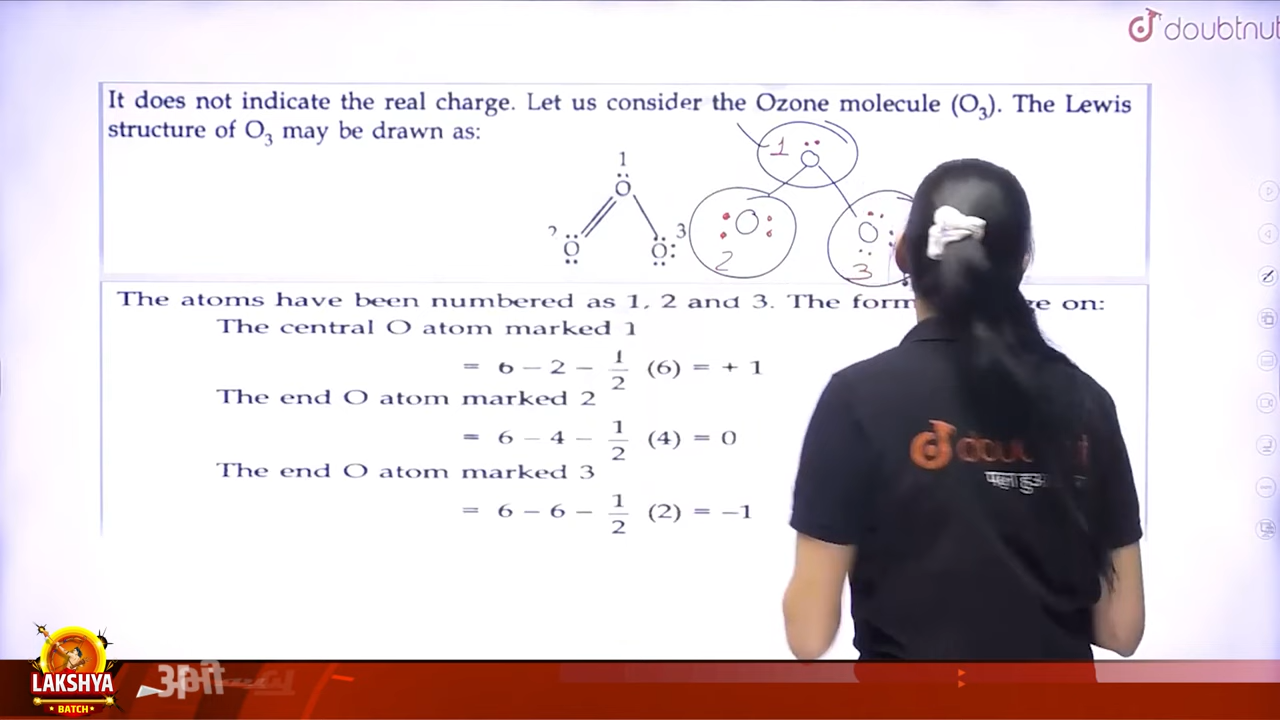 doubtnut
It does not indicate the real charge. Let us consider the Ozone molecule (O₃). The Lewis
structure of O₃ may be drawn as:
1
O
2
O
3
O
1
O
O
2
O
3
The atoms have been numbered as 1, 2 and 3. The on:
The central O atom marked 1
= 6 – 2 – 1/2 (6) = + 1
The end O atom marked 2
= 6 – 4 – 1/2 (4) = 0
The end O atom marked 3
= 6 – 6 – 1/2 (2) = –1
LAKSHYA
BATCH
अभी